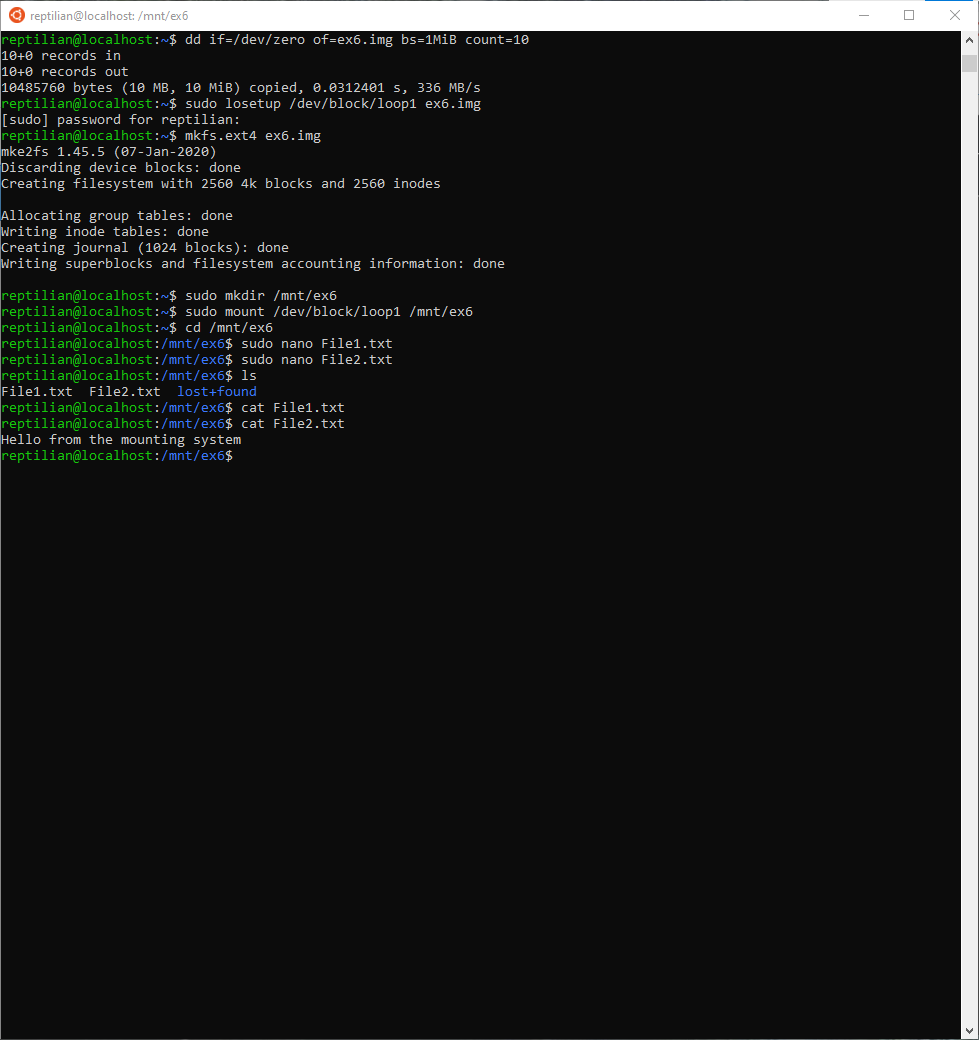 reptilian@localhost: /mnt/ex6
reptilian@localhost:~$ dd if=/dev/zero of=ex6.img bs=1MiB count=10
10+0 records in
10+0 records out
10485760 bytes (10 MB, 10 MiB) copied, 0.0312401 s, 336 MB/s
reptilian@localhost:~$ sudo losetup /dev/block/loop1 ex6.img
[sudo] password for reptilian:
reptilian@localhost:~$ mkfs.ext4 ex6.img
mke2fs 1.45.5 (07-Jan-2020)
Discarding device blocks: done
Creating filesystem with 2560 4k blocks and 2560 inodes
Allocating group tables: done
Writing inode tables: done
Creating journal (1024 blocks): done
Writing superblocks and filesystem accounting information: done
reptilian@localhost:~$ sudo mkdir /mnt/ex6
reptilian@localhost:~$ sudo mount /dev/block/loop1 /mnt/ex6
reptilian@localhost:~$ cd /mnt/ex6
reptilian@localhost:/mnt/ex6$ sudo nano File1.txt
reptilian@localhost:/mnt/ex6$ sudo nano File2.txt
reptilian@localhost:/mnt/ex6$ ls
File1.txt  File2.txt  lost+found
reptilian@localhost:/mnt/ex6$ cat File1.txt
reptilian@localhost:/mnt/ex6$ cat File2.txt
Hello from the mounting system
reptilian@localhost:/mnt/ex6$